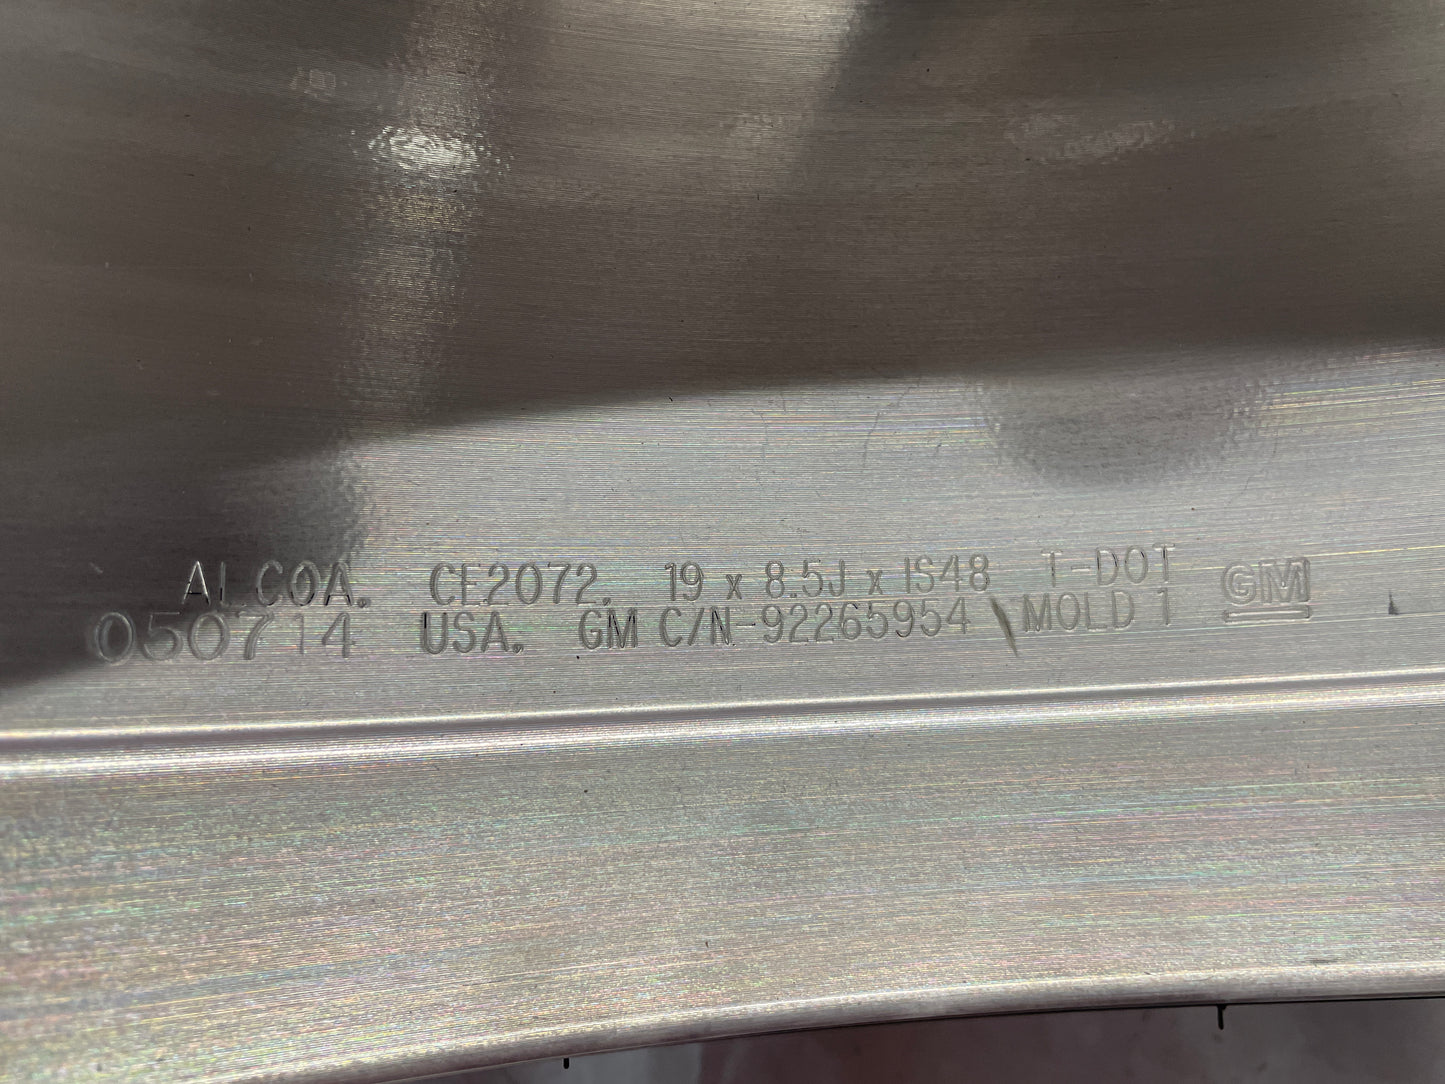 ALCOA. CE2072. 19 x 8.5J x IS48 T-DOT
050714 USA. GM C/N-92265954 MOLD 1
GM